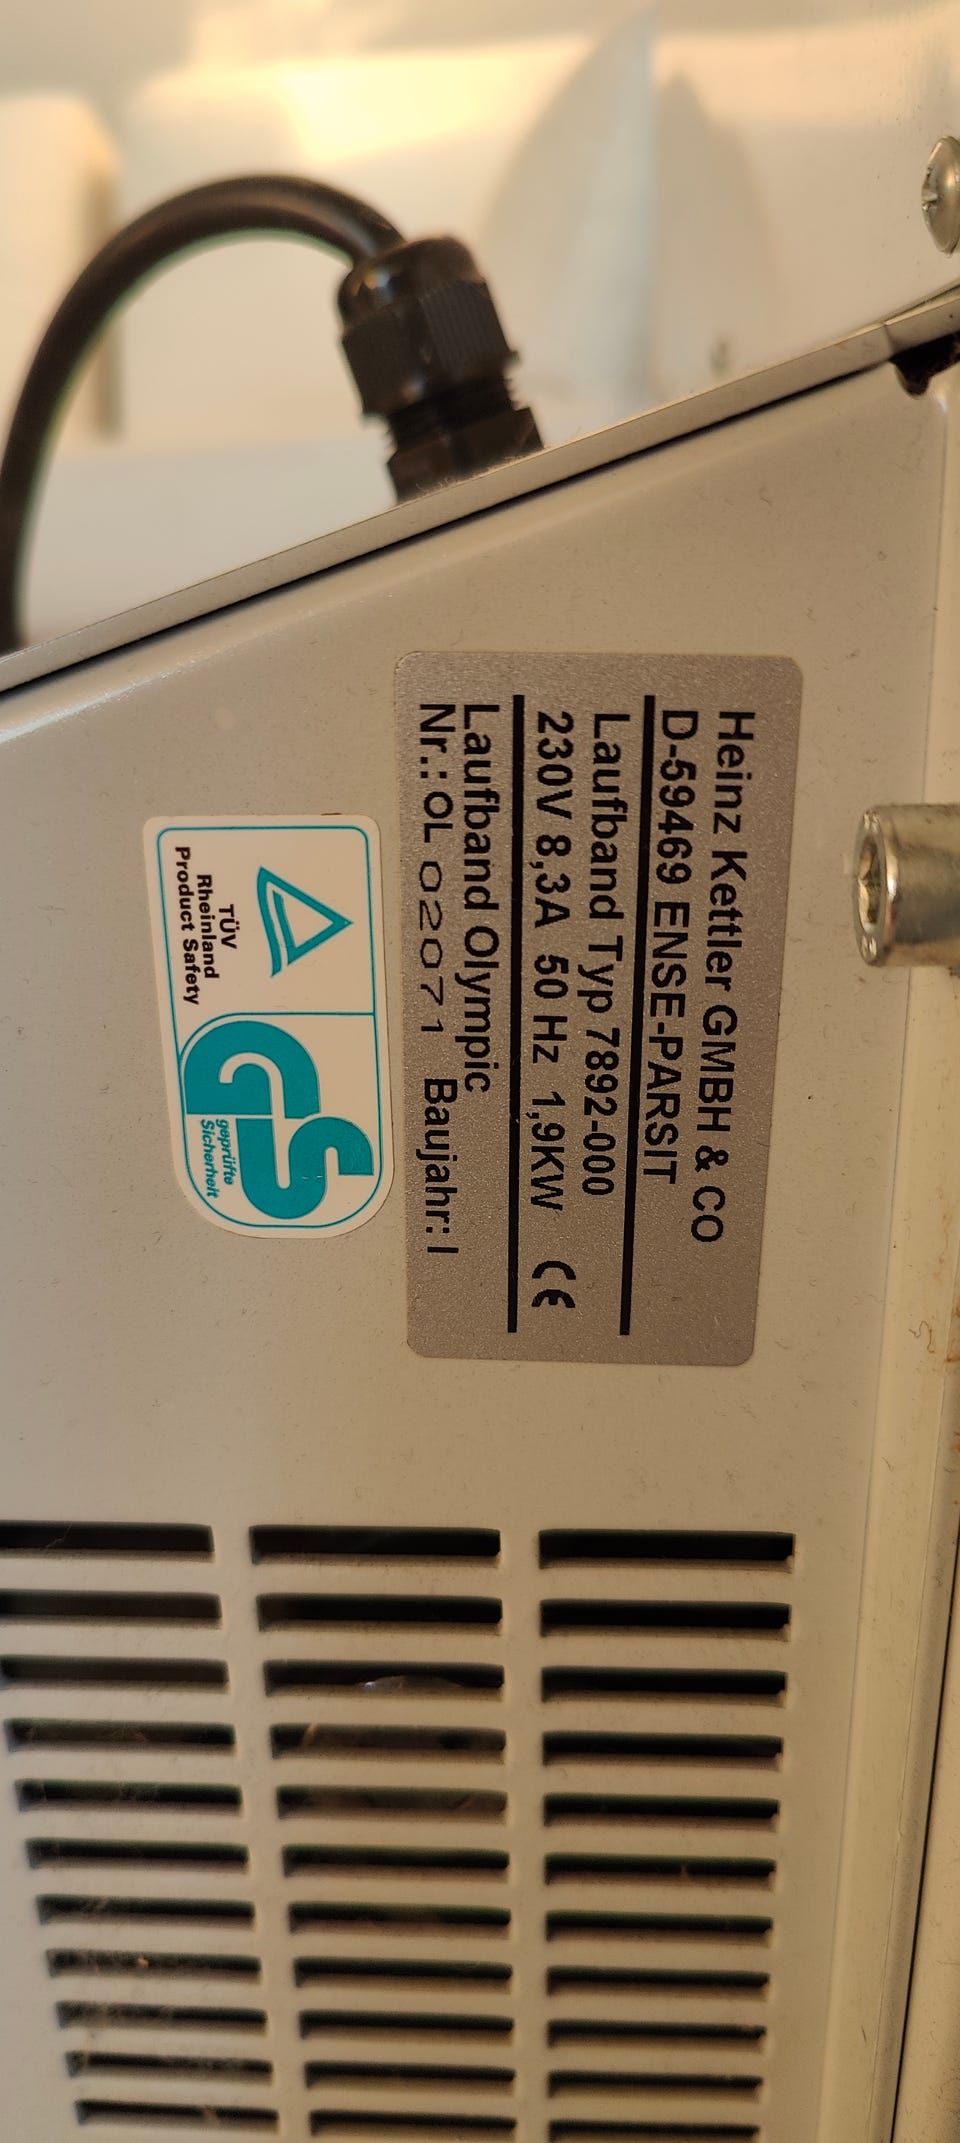 Heinz Kettler GMBH & CO
D-59469 ENSE-PARSIT
Laufband Typ 7892-000
230V 8,3A 50 Hz 1,9KW CE
Laufband Olympic
Nr.: OL 02071 Baujahr: I
TÜV
Rheinland
Product Safety
GS
geprüfte
Sicherheit